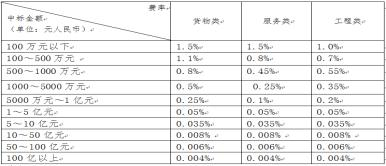 费率
中标金额
（单位：元人民币） 货物类 服务类 工程类
100 万元以下 1.5% 1.5% 1.0%
100～500 万元 1.1% 0.8% 0.7%
500～1000 万元 0.8% 0.45% 0.55%
1000～5000 万元 0.5% 0.25% 0.35%
5000 万元～1 亿元 0.25% 0.1% 0.2%
1～5 亿元 0.05% 0.05% 0.05%
5～10 亿元 0.035% 0.035% 0.035%
10～50 亿元 0.008% 0.008% 0.008%
50～100 亿元 0.006% 0.006% 0.006%
100 亿以上 0.004% 0.004% 0.004%